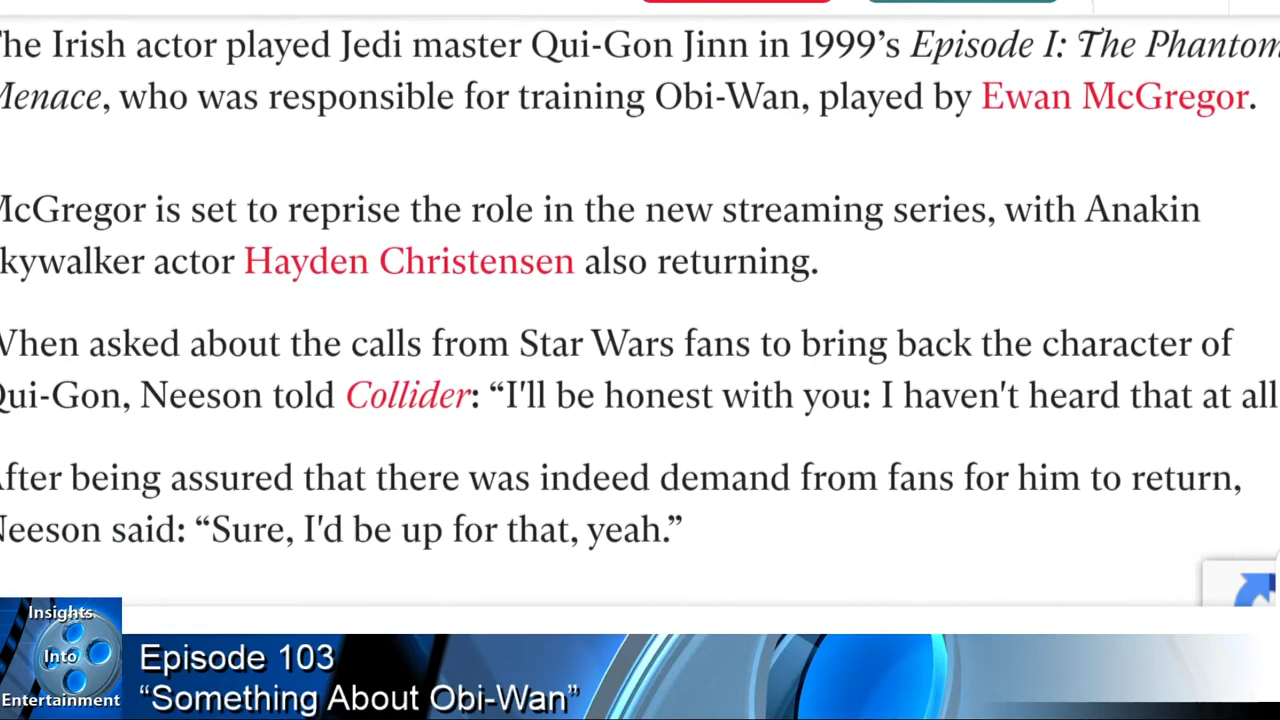 he Irish actor played Jedi master Qui-Gon Jinn in 1999’s Episode I: The Phantom
Menace, who was responsible for training Obi-Wan, played by Ewan McGregor.
McGregor is set to reprise the role in the new streaming series, with Anakin
kywalker actor Hayden Christensen also returning.
When asked about the calls from Star Wars fans to bring back the character of
Qui-Gon, Neeson told Collider: “I'll be honest with you: I haven't heard that at all
After being assured that there was indeed demand from fans for him to return,
Neeson said: “Sure, I'd be up for that, yeah.”
Insights
Into
Entertainment
Episode 103
“Something About Obi-Wan”